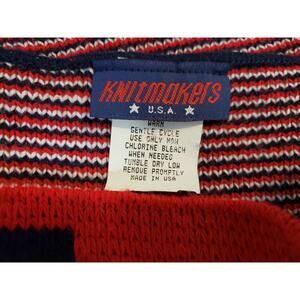 KNITMAKERS
U.S.A.
WARM
GENTLE CYCLE
USE ONLY NON
CHLORINE BLEACH
WHEN NEEDED
TUMBLE DRY LOW
REMOVE PROMPTLY
MADE IN USA